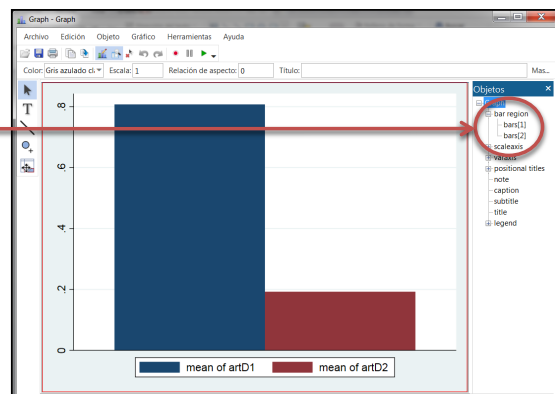 Graph - Graph
Archivo Edición Objeto Gráfico Herramientas Ayuda
Color: Gris azulado cl Escala: 1 Relación de aspecto: 0 Título: Mas..
T
Objetos
bar region
bars[1]
bars[2]
scaleaxis
varaxis
positional titles
note
caption
subtitle
title
legend
.8
.6
.4
.2
0
mean of artD1 mean of artD2